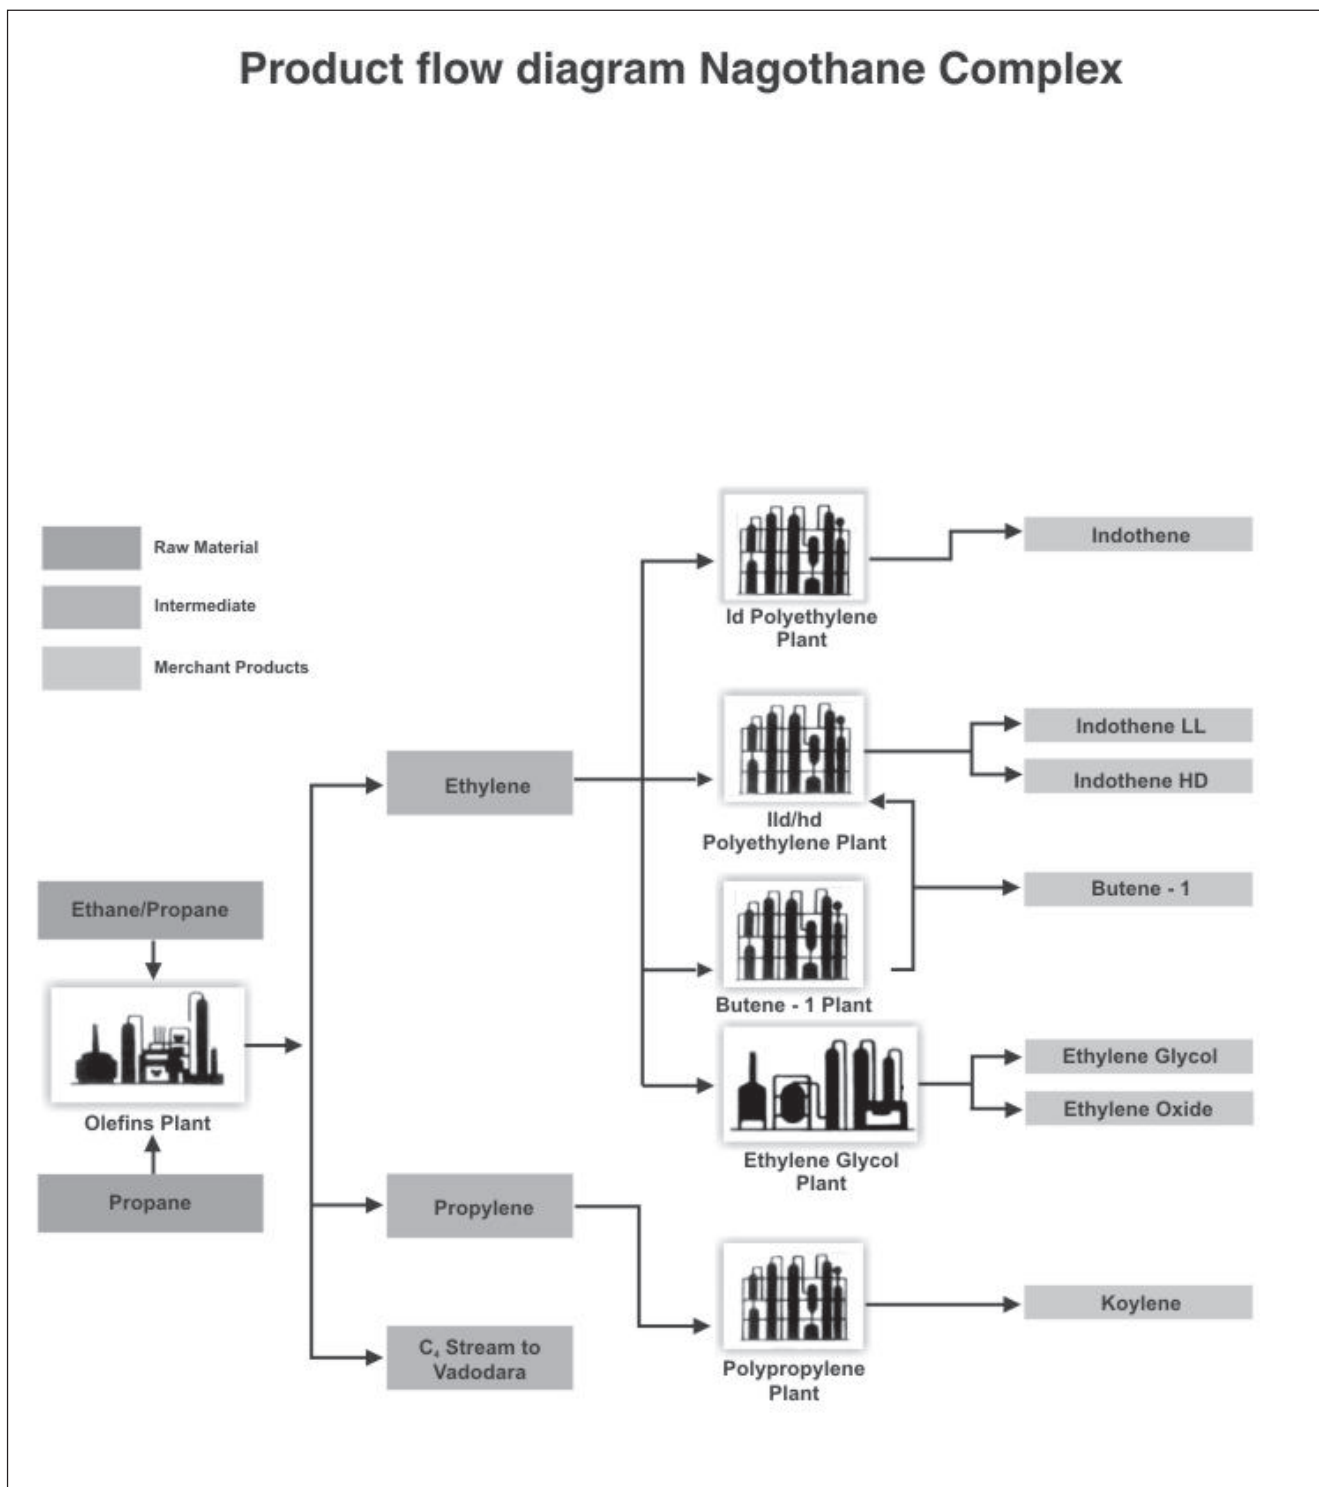 Product flow diagram Nagothane Complex
Raw Material
Intermediate
Merchant Products
Ethane/Propane
Olefins Plant
Propane
Ethylene
Propylene
C₄ Stream to
Vadodara
ld Polyethylene
Plant
lld/hd
Polyethylene Plant
Butene - 1 Plant
Ethylene Glycol
Plant
Polypropylene
Plant
Indothene
Indothene LL
Indothene HD
Butene - 1
Ethylene Glycol
Ethylene Oxide
Koylene